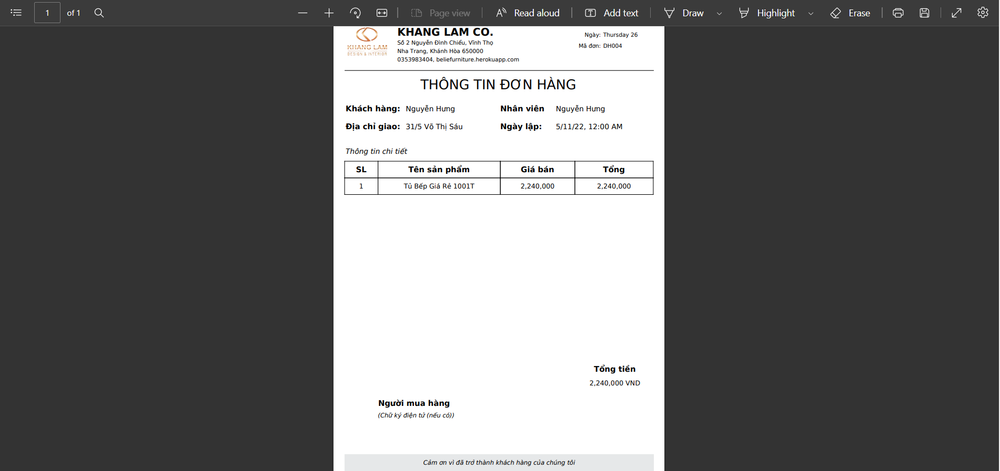 1 of 1 Page view Read aloud Add text Draw Highlight Erase
KHANG LAM
DESIGN & INTERIOR
KHANG LAM CO.
Số 2 Nguyễn Đình Chiểu, Vĩnh Thọ
Nha Trang, Khánh Hòa 650000
0353983404, beliefurniture.herokuapp.com
Ngày: Thursday 26
Mã đơn: DH004
THÔNG TIN ĐƠN HÀNG
Khách hàng: Nguyễn Hưng Nhân viên Nguyễn Hưng
Địa chỉ giao: 31/5 Võ Thị Sáu Ngày lập: 5/11/22, 12:00 AM
Thông tin chi tiết
SL Tên sản phẩm Giá bán Tổng
1 Tủ Bếp Giá Rẻ 1001T 2,240,000 2,240,000
Tổng tiền
2,240,000 VND
Người mua hàng
(Chữ ký điện tử (nếu có))
Cảm ơn vì đã trở thành khách hàng của chúng tôi